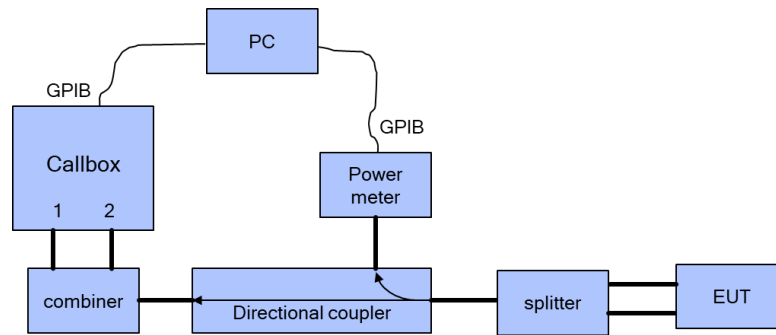 PC
GPIB
GPIB
Callbox
1 2
Power
meter
combiner
Directional coupler
splitter
EUT